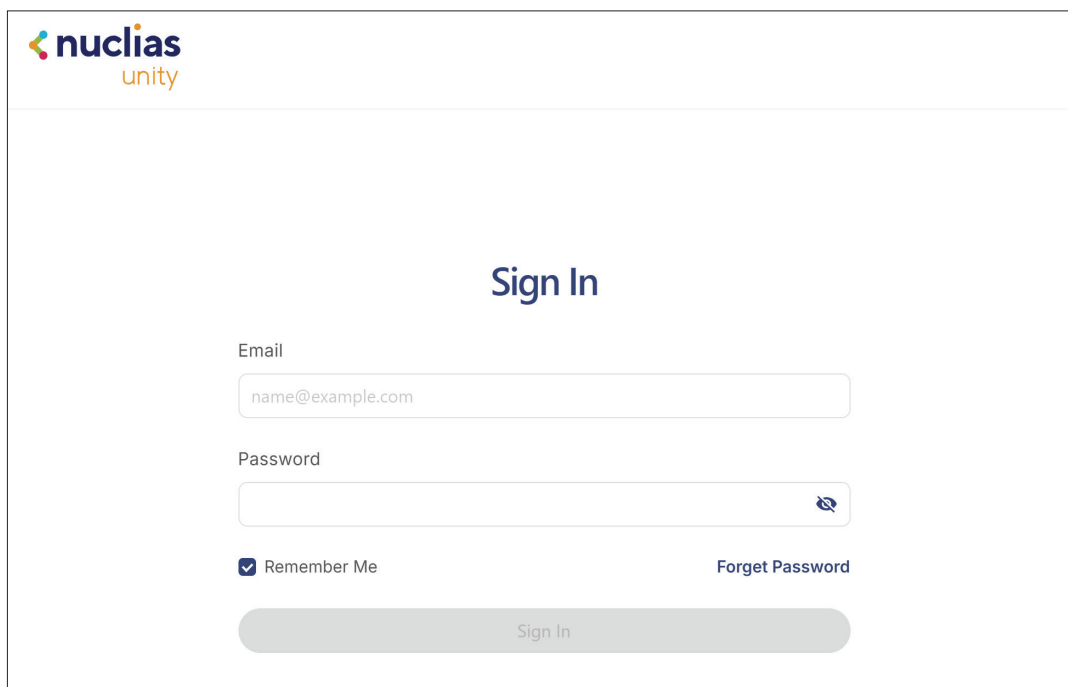 nuclias
unity
Sign In
Email
name@example.com
Password
Remember Me
Forget Password
Sign In